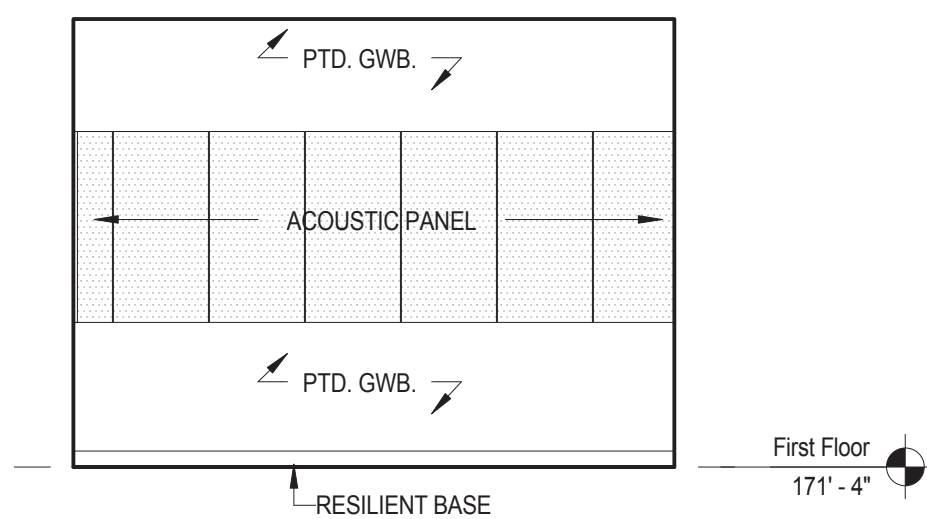 PTD. GWB.
ACOUSTIC PANEL
PTD. GWB.
First Floor
171' - 4"
RESILIENT BASE